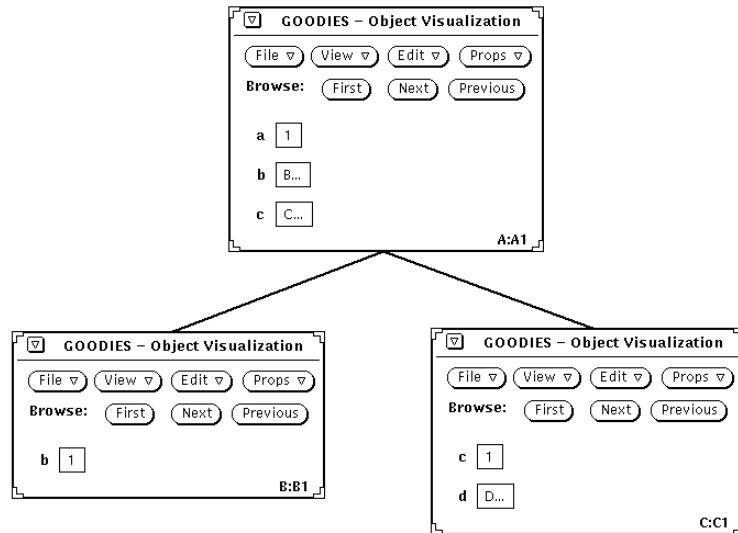 GOODIES – Object Visualization
File View Edit Props
Browse: First Next Previous
a 1
b B...
c C...
A:A1
GOODIES – Object Visualization
File View Edit Props
Browse: First Next Previous
b 1
B:B1
GOODIES – Object Visualization
File View Edit Props
Browse: First Next Previous
c 1
d D...
C:C1